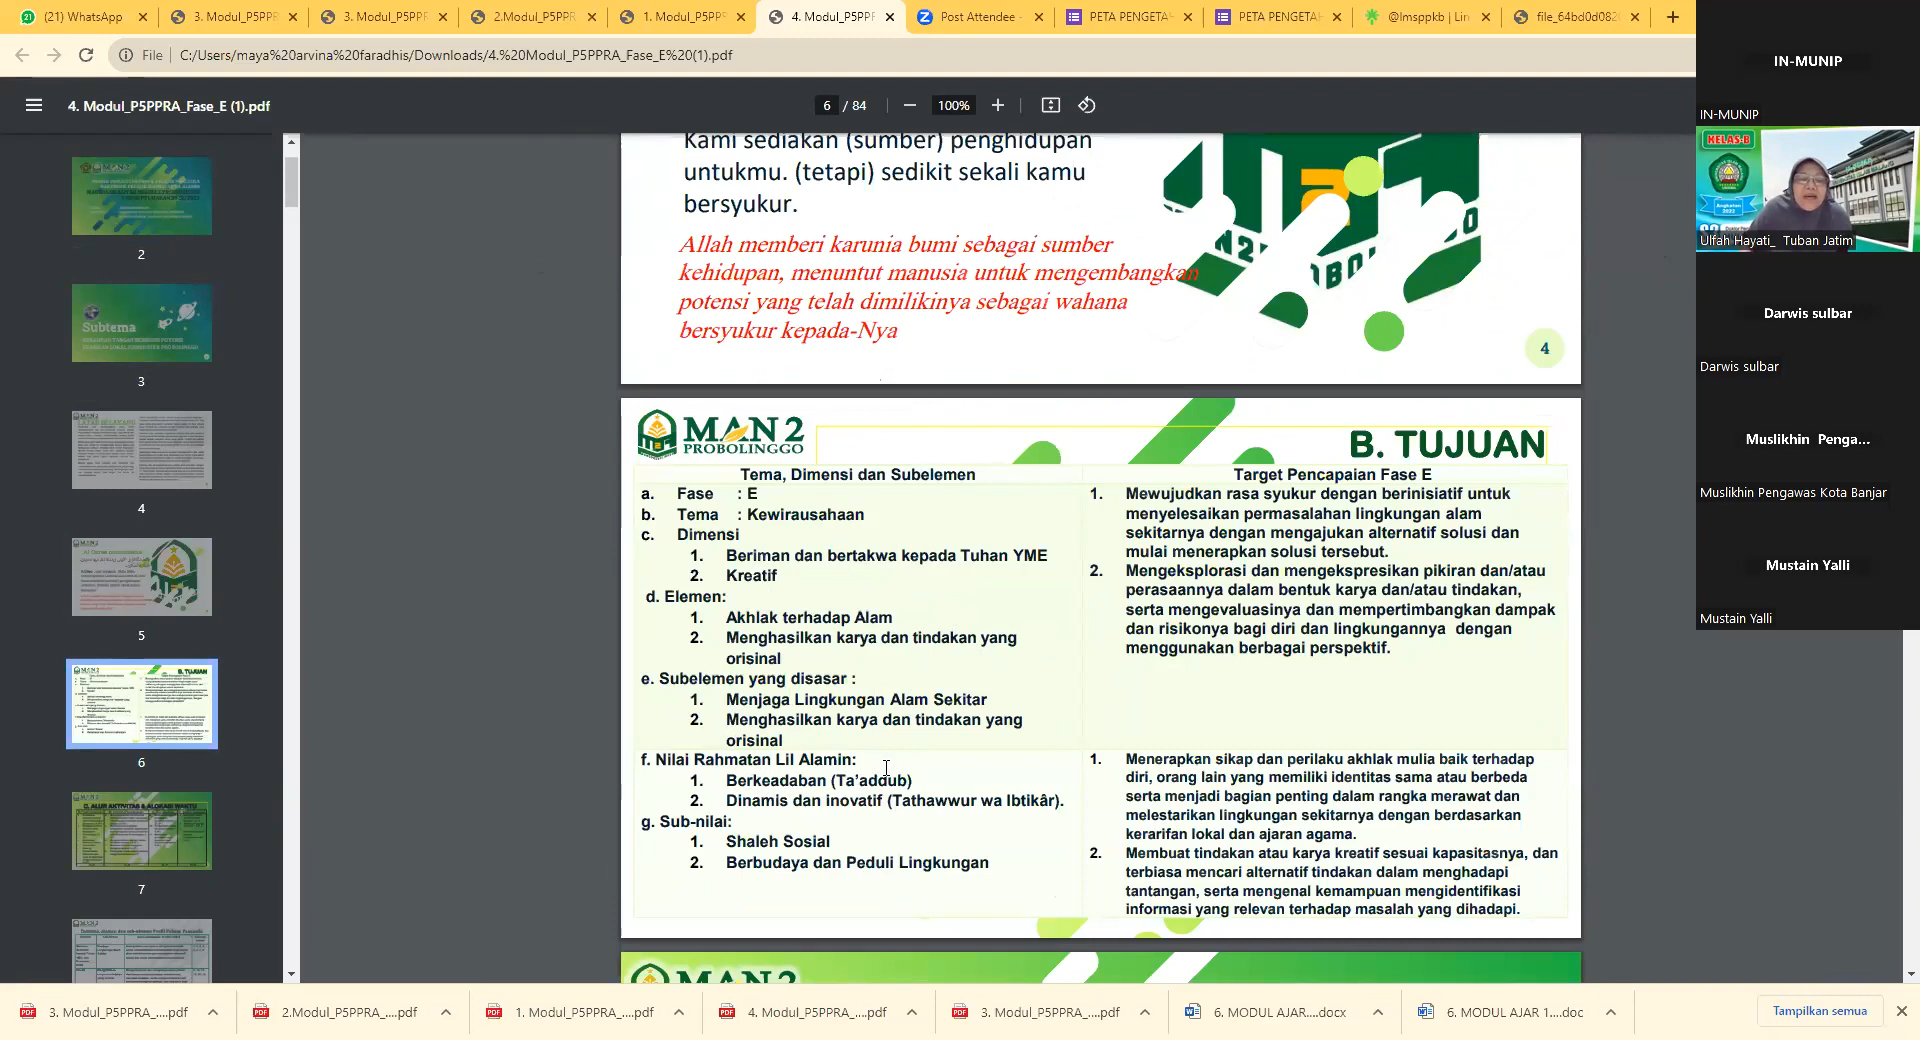 (21) WhatsApp
3. Modul_P5PPR
3. Modul_P5PPR
2.Modul_P5PPR
1. Modul_P5PPR
4. Modul_P5PPR
Post Attendee -
PETA PENGETA
PETA PENGETA
@lmsppkb | Lin
file_64bd0d082
File
C:/Users/maya%20arvina%20faradhis/Downloads/4.%20Modul_P5PPRA_Fase_E%20(1).pdf
4. Modul_P5PPRA_Fase_E (1).pdf
6 / 84
100%
Subtema
2
3
4
5
6
7
Kami sediakan (sumber) penghidupan
untukmu. (tetapi) sedikit sekali kamu
bersyukur.
Allah memberi karunia bumi sebagai sumber
kehidupan, menuntut manusia untuk mengembangkan
potensi yang telah dimilikinya sebagai wahana
bersyukur kepada-Nya
4
MAN 2
PROBOLINGGO
B. TUJUAN
Tema, Dimensi dan Subelemen
a. Fase : E
b. Tema : Kewirausahaan
c. Dimensi
1. Beriman dan bertakwa kepada Tuhan YME
2. Kreatif
d. Elemen:
1. Akhlak terhadap Alam
2. Menghasilkan karya dan tindakan yang
orisinal
e. Subelemen yang disasar :
1. Menjaga Lingkungan Alam Sekitar
2. Menghasilkan karya dan tindakan yang
orisinal
f. Nilai Rahmatan Lil Alamin:
1. Berkeadaban (Ta’addub)
2. Dinamis dan inovatif (Tathawwur wa Ibtikâr).
g. Sub-nilai:
1. Shaleh Sosial
2. Berbudaya dan Peduli Lingkungan
Target Pencapaian Fase E
1. Mewujudkan rasa syukur dengan berinisiatif untuk
menyelesaikan permasalahan lingkungan alam
sekitarnya dengan mengajukan alternatif solusi dan
mulai menerapkan solusi tersebut.
2. Mengeksplorasi dan mengekspresikan pikiran dan/atau
perasaannya dalam bentuk karya dan/atau tindakan,
serta mengevaluasinya dan mempertimbangkan dampak
dan risikonya bagi diri dan lingkungannya dengan
menggunakan berbagai perspektif.
1. Menerapkan sikap dan perilaku akhlak mulia baik terhadap
diri, orang lain yang memiliki identitas sama atau berbeda
serta menjadi bagian penting dalam rangka merawat dan
melestarikan lingkungan sekitarnya dengan berdasarkan
kerarifan lokal dan ajaran agama.
2. Membuat tindakan atau karya kreatif sesuai kapasitasnya, dan
terbiasa mencari alternatif tindakan dalam menghadapi
tantangan, serta mengenal kemampuan mengidentifikasi
informasi yang relevan terhadap masalah yang dihadapi.
MAN 2
IN-MUNIP
IN-MUNIP
KELAS-B
Angkatan
2022
Ulfah Hayati_ Tuban Jatim
Darwis sulbar
Darwis sulbar
Muslikhin Penga...
Muslikhin Pengawas Kota Banjar
Mustain Yalli
Mustain Yalli
3. Modul_P5PPRA_....pdf
2.Modul_P5PPRA_....pdf
1. Modul_P5PPRA_....pdf
4. Modul_P5PPRA_....pdf
3. Modul_P5PPRA_....pdf
6. MODUL AJAR....docx
6. MODUL AJAR 1....doc
Tampilkan semua